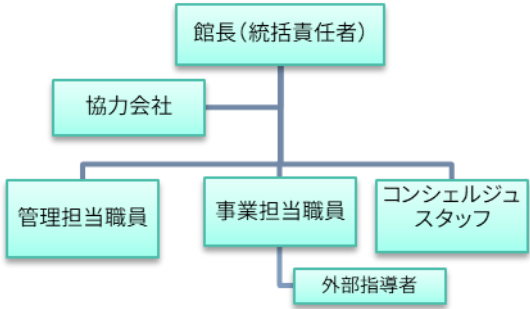 館長（統括責任者）
協力会社
管理担当職員
事業担当職員
コンシェルジュ
スタッフ
外部指導者